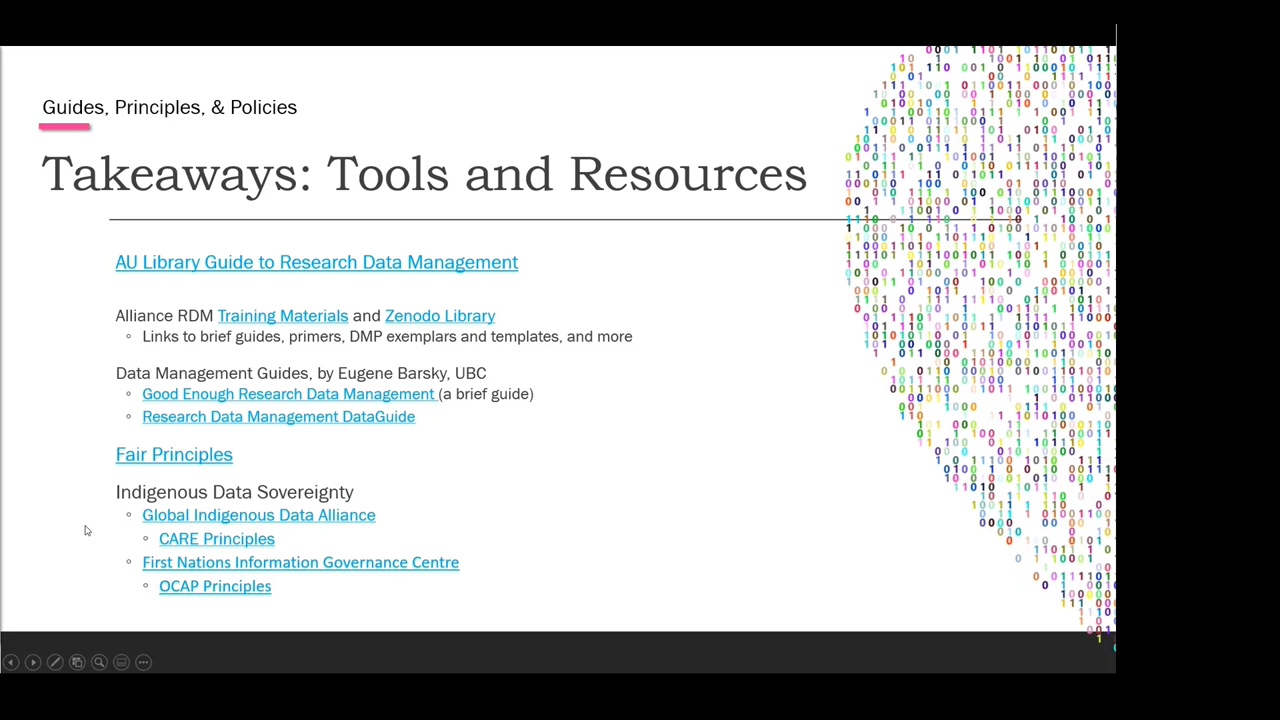 Guides, Principles, & Policies
Takeaways: Tools and Resources
AU Library Guide to Research Data Management
Alliance RDM Training Materials and Zenodo Library
Links to brief guides, primers, DMP exemplars and templates, and more
Data Management Guides, by Eugene Barsky, UBC
Good Enough Research Data Management (a brief guide)
Research Data Management DataGuide
Fair Principles
Indigenous Data Sovereignty
Global Indigenous Data Alliance
CARE Principles
First Nations Information Governance Centre
OCAP Principles